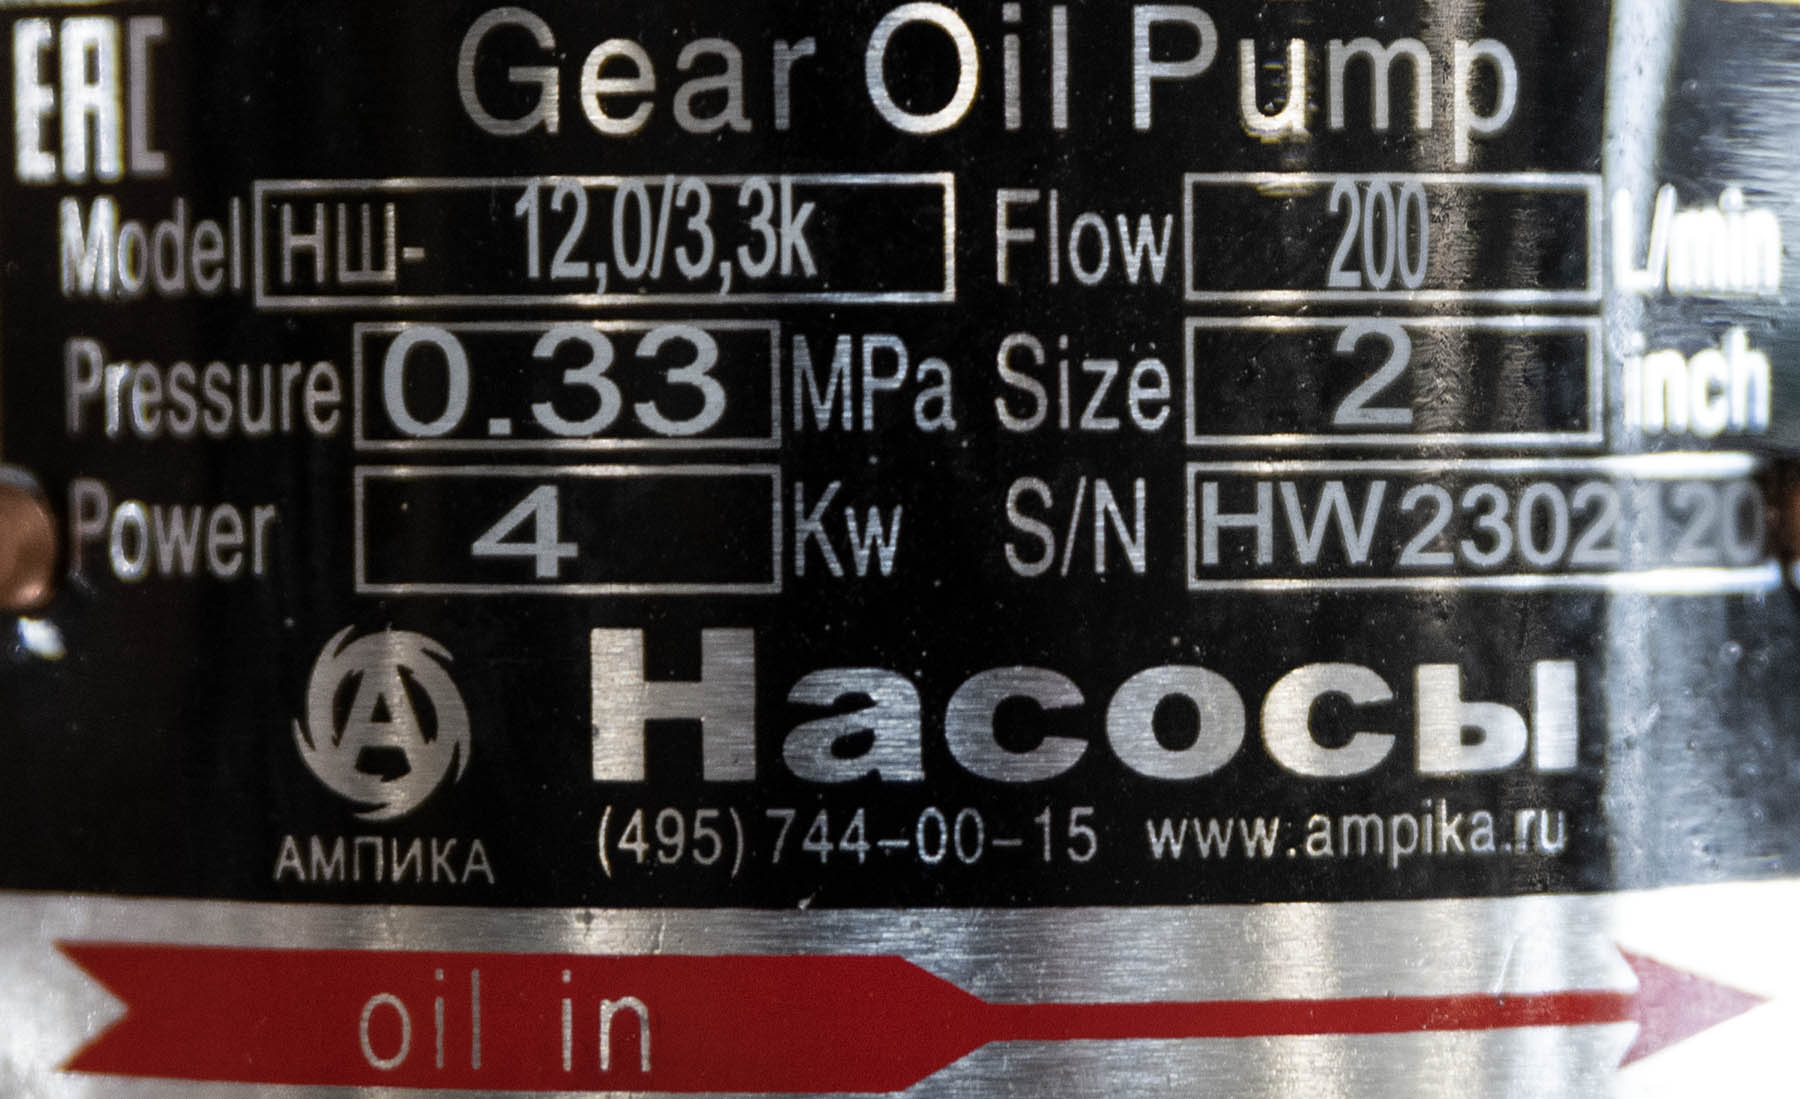 EAC
Gear Oil Pump
Model НШ- 12,0/3,3k Flow 200 L/min
Pressure 0.33 MPa Size 2 inch
Power 4 Kw S/N
Насосы
АМПИКА (495) 744-00-15 www.ampika.ru
oil in